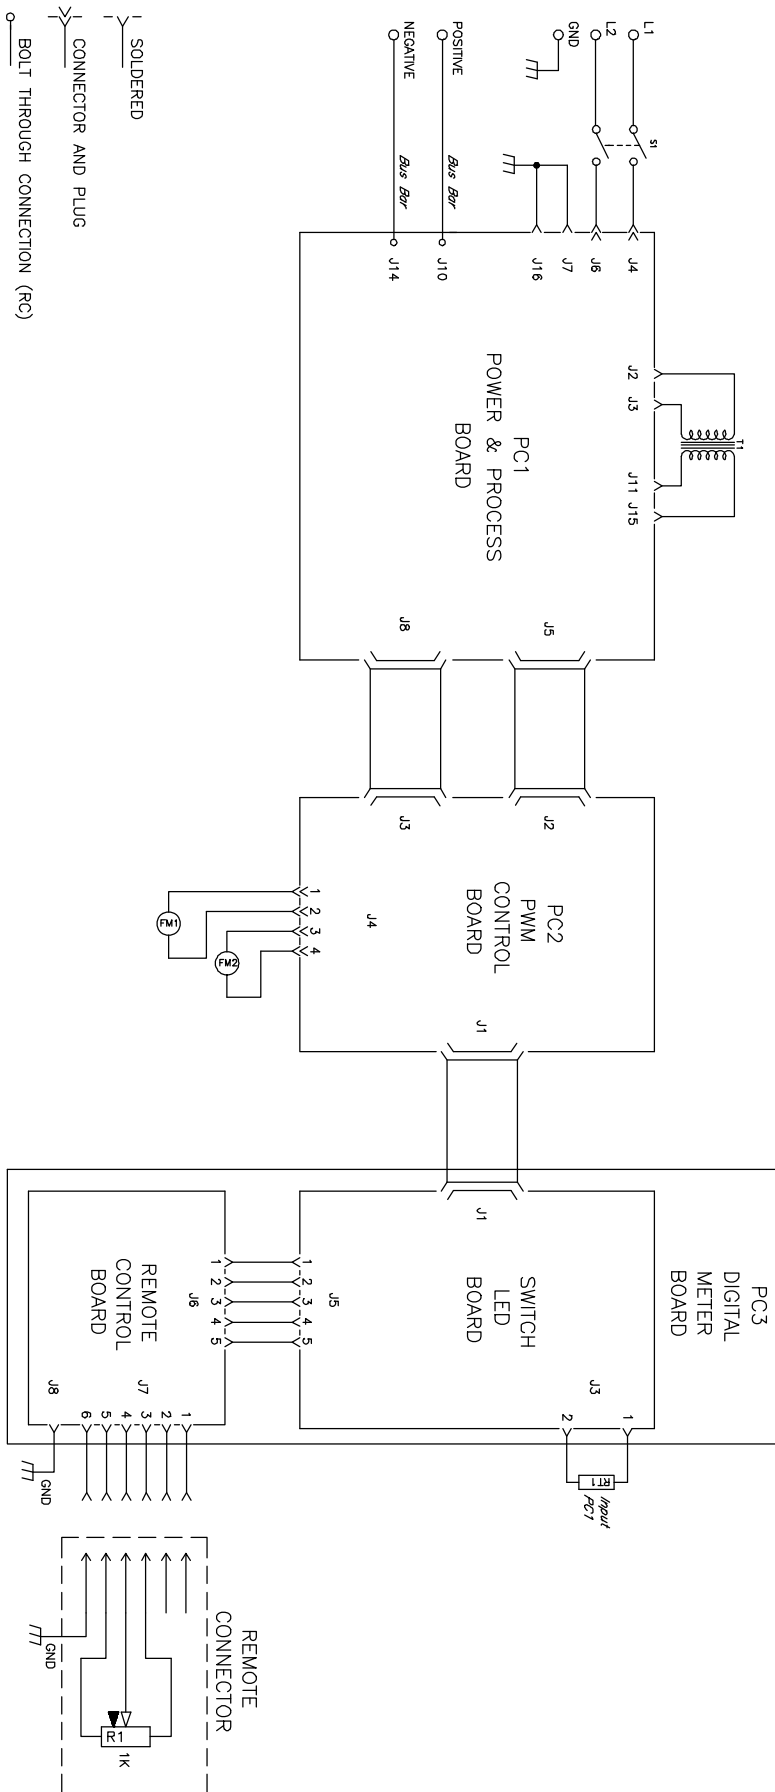 L1
L2
GND
S1
POSITIVE
NEGATIVE
Bus Bar
Bus Bar
J4
J6
J7
J16
J10
J14
J2
J3
J11
J15
T1
PC1
POWER & PROCESS
BOARD
J5
J8
J2
J3
PC2
PWM
CONTROL
BOARD
J4
1
2
3
4
FM1
FM2
J1
PC3
DIGITAL
METER
BOARD
J1
SWITCH
LED
BOARD
J3
1
2
RT1
Input
PC1
J5
1
2
3
4
5
J6
1
2
3
4
5
REMOTE
CONTROL
BOARD
J7
1
2
3
4
5
6
J8
GND
REMOTE
CONNECTOR
GND
R1
1K
SOLDERED
CONNECTOR AND PLUG
BOLT THROUGH CONNECTION (RC)